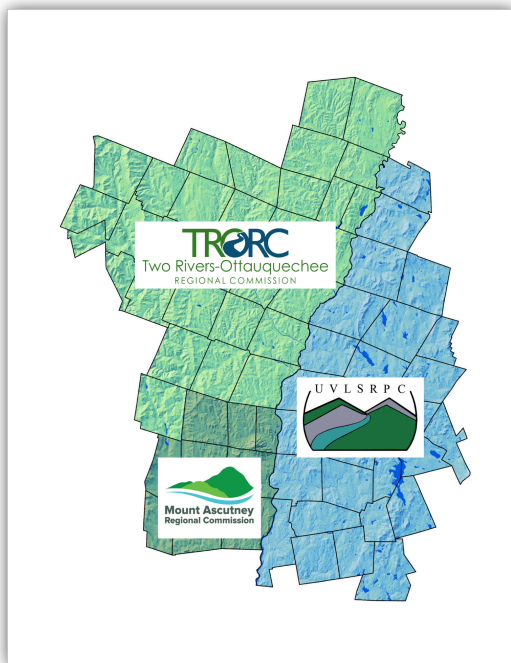 TRORC
Two Rivers-Ottauquechee
REGIONAL COMMISSION
UVLSRPC
Mount Ascutney
Regional Commission